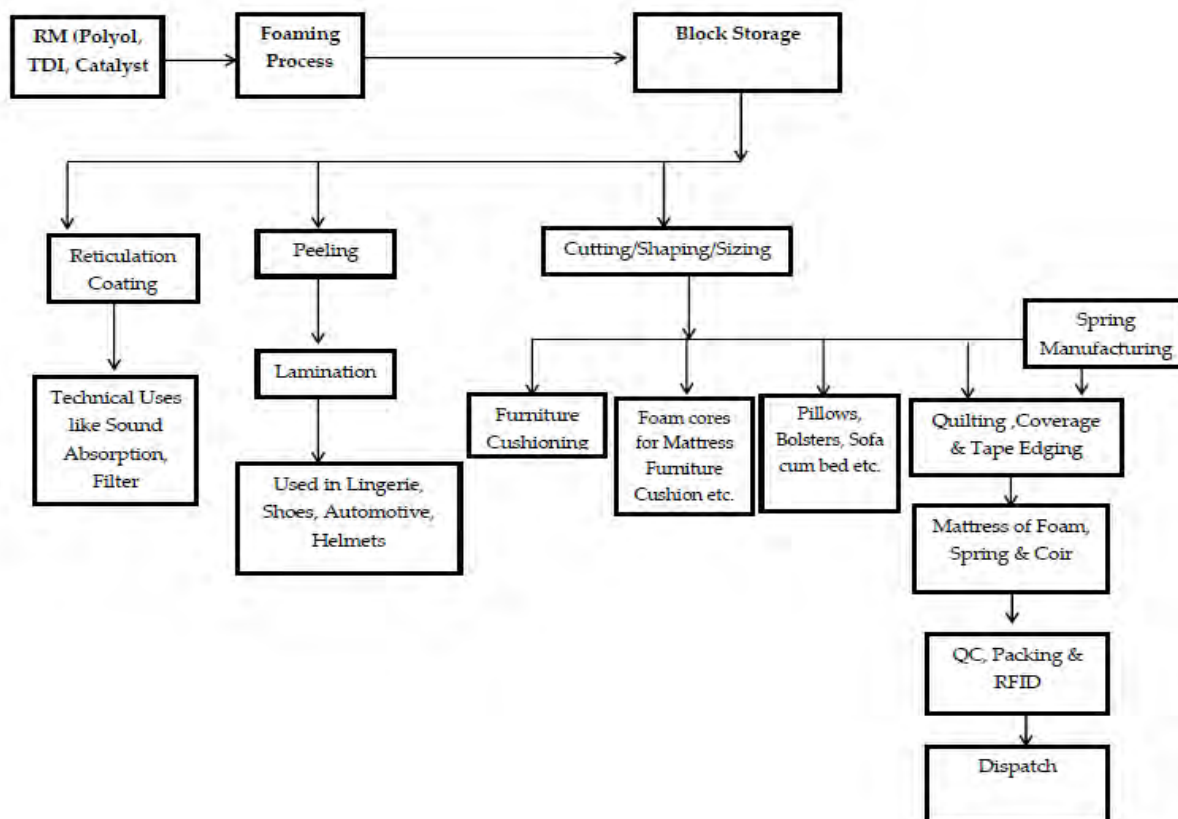 RM (Polyol,
TDI, Catalyst
Foaming
Process
Block Storage
Reticulation
Coating
Peeling
Cutting/Shaping/Sizing
Spring
Manufacturing
Technical Uses
like Sound
Absorption,
Filter
Lamination
Used in Lingerie,
Shoes, Automotive,
Helmets
Furniture
Cushioning
Foam cores
for Mattress
Furniture
Cushion etc.
Pillows,
Bolsters, Sofa
cum bed etc.
Quilting ,Coverage
& Tape Edging
Mattress of Foam,
Spring & Coir
QC, Packing &
RFID
Dispatch